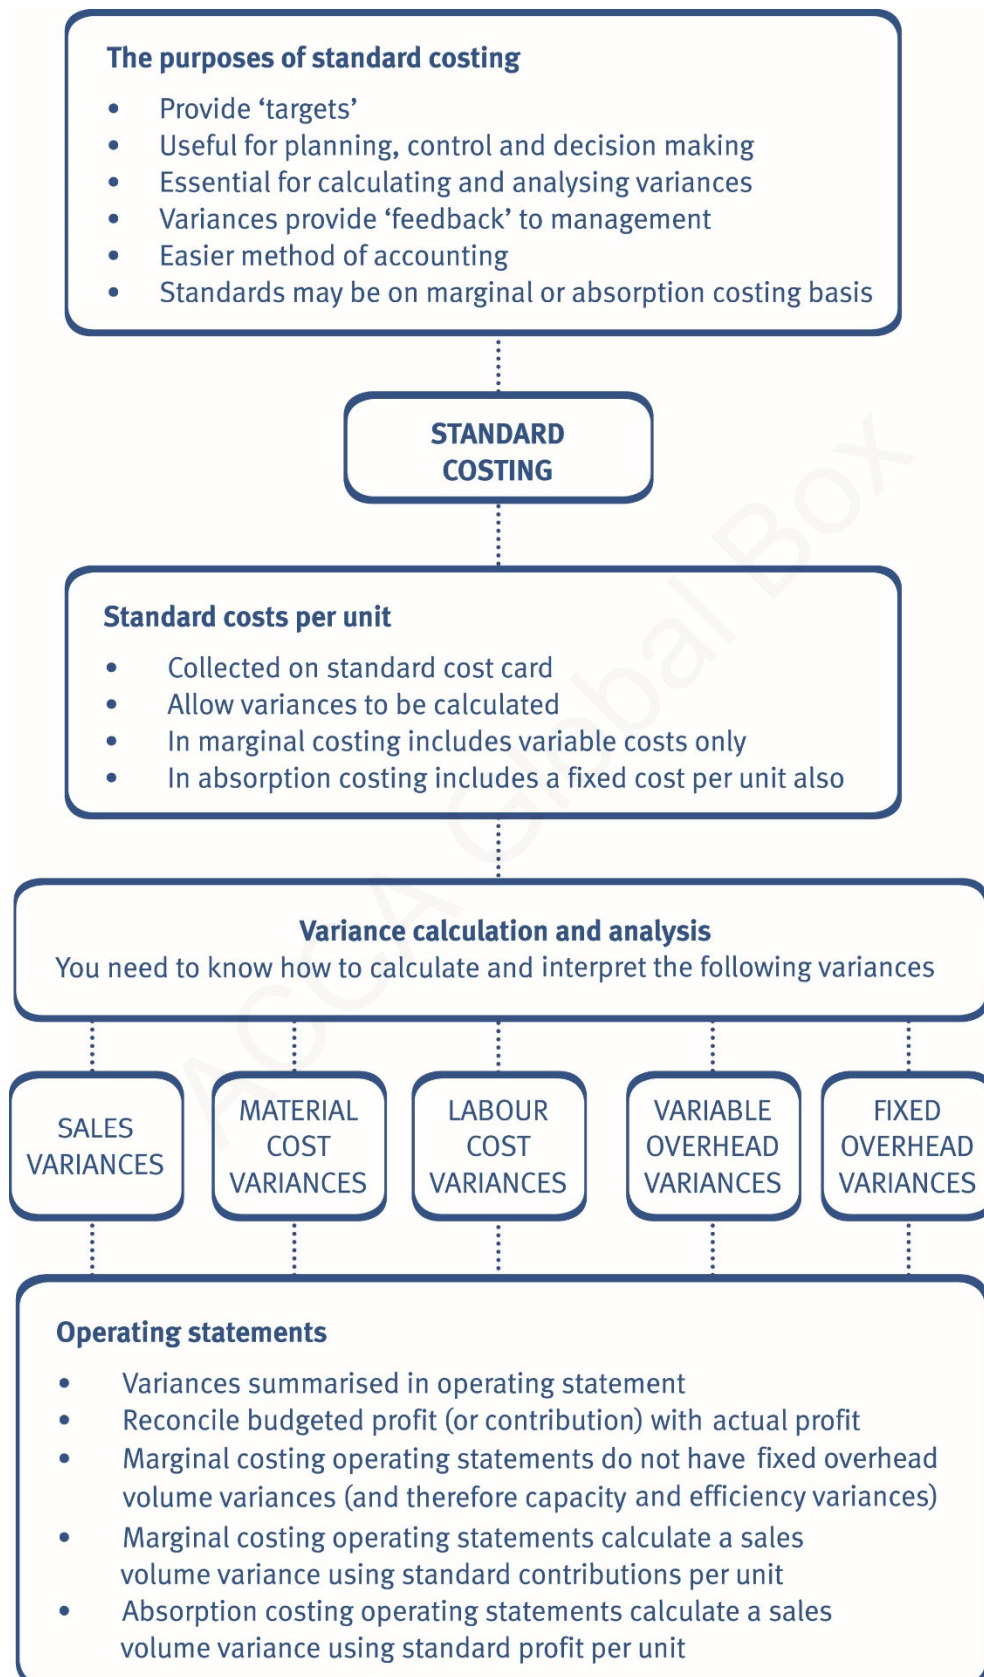 The purposes of standard costing
• Provide ‘targets’
• Useful for planning, control and decision making
• Essential for calculating and analysing variances
• Variances provide ‘feedback’ to management
• Easier method of accounting
• Standards may be on marginal or absorption costing basis
STANDARD
COSTING
Standard costs per unit
• Collected on standard cost card
• Allow variances to be calculated
• In marginal costing includes variable costs only
• In absorption costing includes a fixed cost per unit also
Variance calculation and analysis
You need to know how to calculate and interpret the following variances
SALES
VARIANCES
MATERIAL
COST
VARIANCES
LABOUR
COST
VARIANCES
VARIABLE
OVERHEAD
VARIANCES
FIXED
OVERHEAD
VARIANCES
Operating statements
• Variances summarised in operating statement
• Reconcile budgeted profit (or contribution) with actual profit
• Marginal costing operating statements do not have fixed overhead
volume variances (and therefore capacity and efficiency variances)
• Marginal costing operating statements calculate a sales
volume variance using standard contributions per unit
• Absorption costing operating statements calculate a sales
volume variance using standard profit per unit
ACCA Global Box